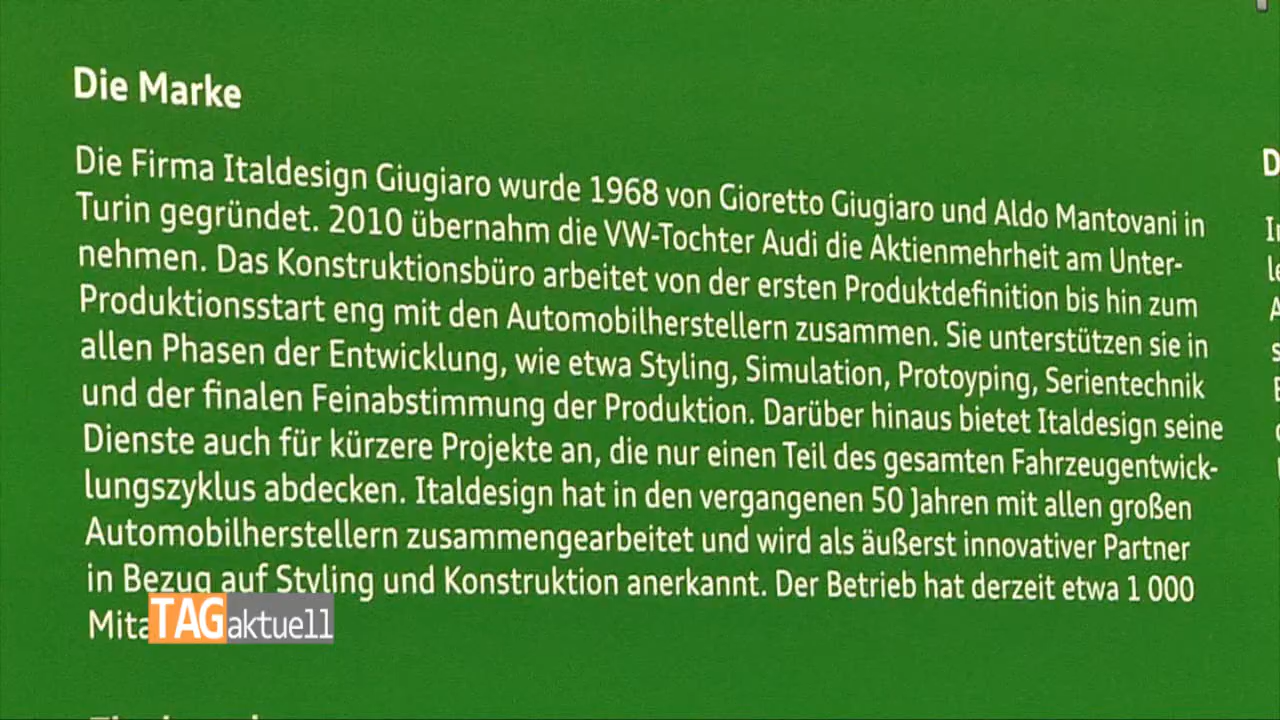 Die Marke
Die Firma Italdesign Giugiaro wurde 1968 von Gioretto Giugiaro und Aldo Mantovani in
Turin gegründet. 2010 übernahm die VW-Tochter Audi die Aktienmehrheit am Unter-
nehmen. Das Konstruktionsbüro arbeitet von der ersten Produktdefinition bis hin zum
Produktionsstart eng mit den Automobilherstellern zusammen. Sie unterstützen sie in
allen Phasen der Entwicklung, wie etwa Styling, Simulation, Protoyping, Serientechnik
und der finalen Feinabstimmung der Produktion. Darüber hinaus bietet Italdesign seine
Dienste auch für kürzere Projekte an, die nur einen Teil des gesamten Fahrzeugentwick-
lungszyklus abdecken. Italdesign hat in den vergangenen 50 Jahren mit allen großen
Automobilherstellern zusammengearbeitet und wird als äußerst innovativer Partner
in Bezug auf Styling und Konstruktion anerkannt. Der Betrieb hat derzeit etwa 1 000
Mita
TAGaktuell